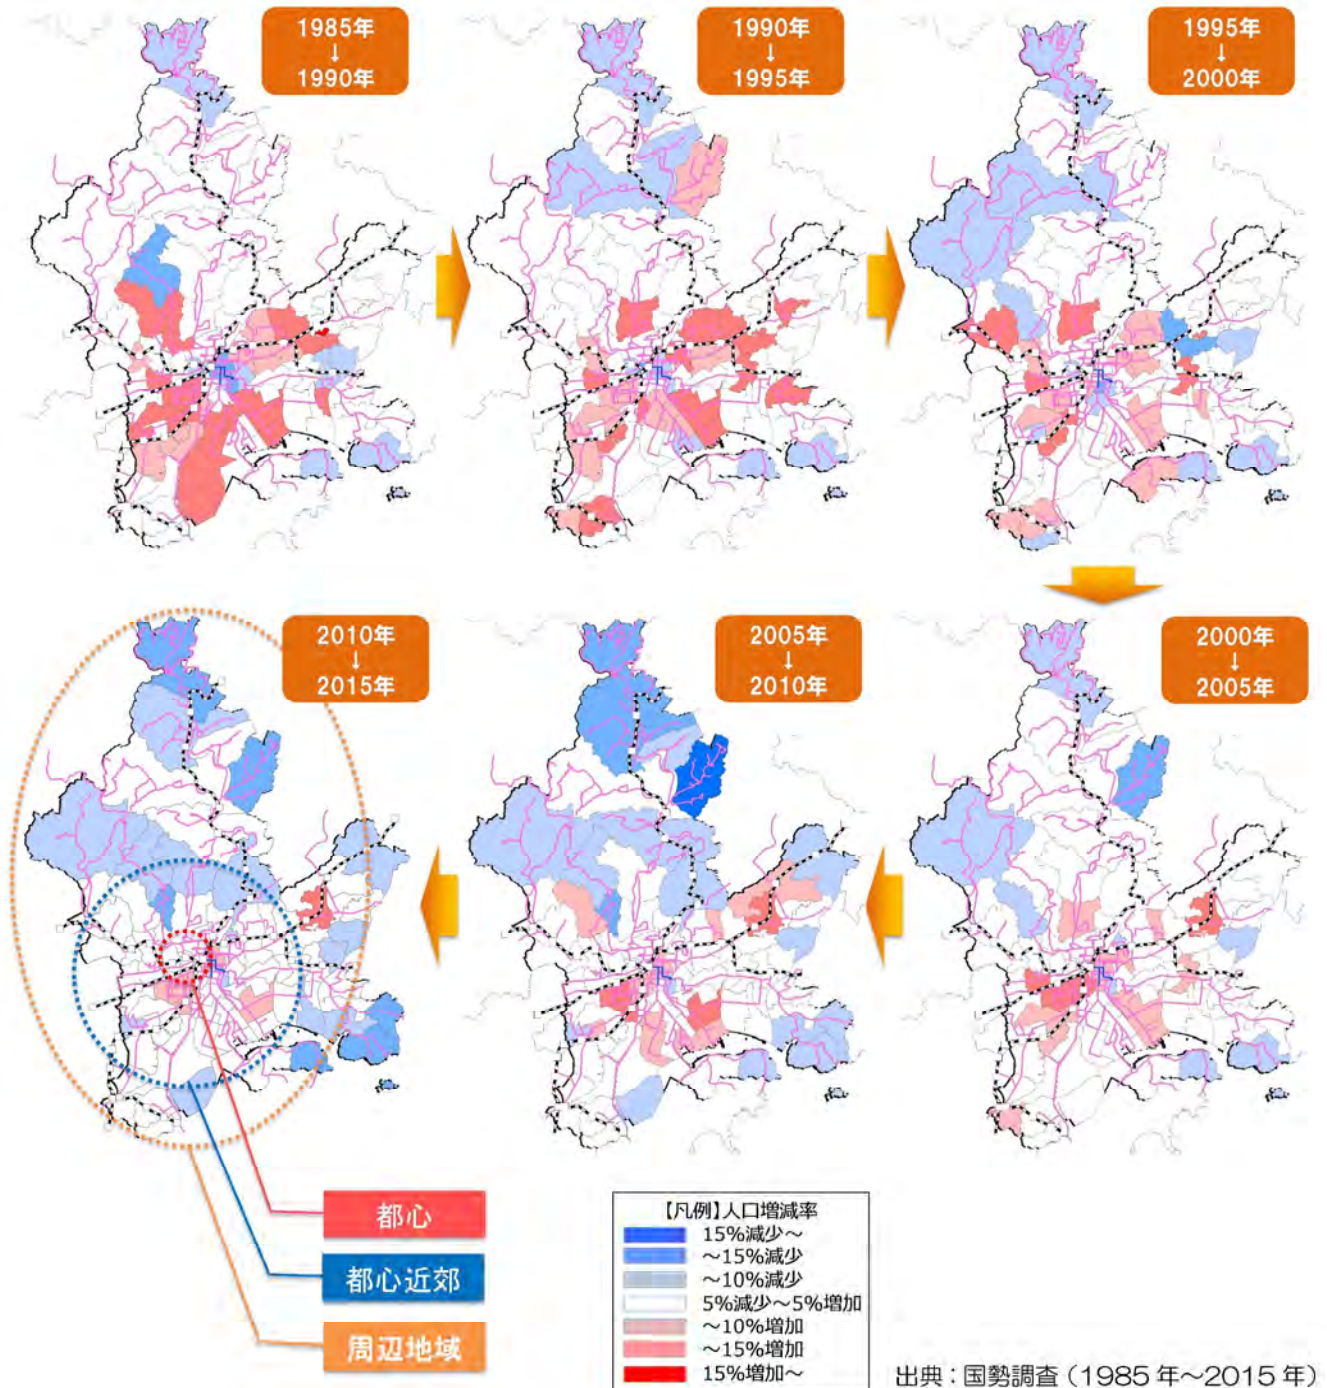 1985年
↓
1990年
1990年
↓
1995年
1995年
↓
2000年
2010年
↓
2015年
2005年
↓
2010年
2000年
↓
2005年
都心
都心近郊
周辺地域
【凡例】人口増減率
15%減少～
～15%減少
～10%減少
5%減少～5%増加
～10%増加
～15%増加
15%増加～
出典：国勢調査（1985年～2015年）